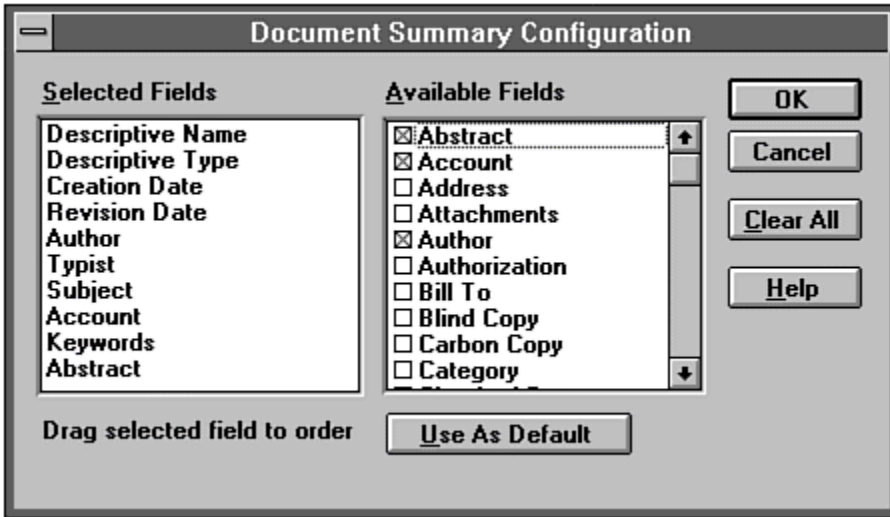 Document Summary Configuration
Selected Fields
Descriptive Name
Descriptive Type
Creation Date
Revision Date
Author
Typist
Subject
Account
Keywords
Abstract
Drag selected field to order
Available Fields
Abstract
Account
Address
Attachments
Author
Authorization
Bill To
Blind Copy
Carbon Copy
Category
Use As Default
OK
Cancel
Clear All
Help